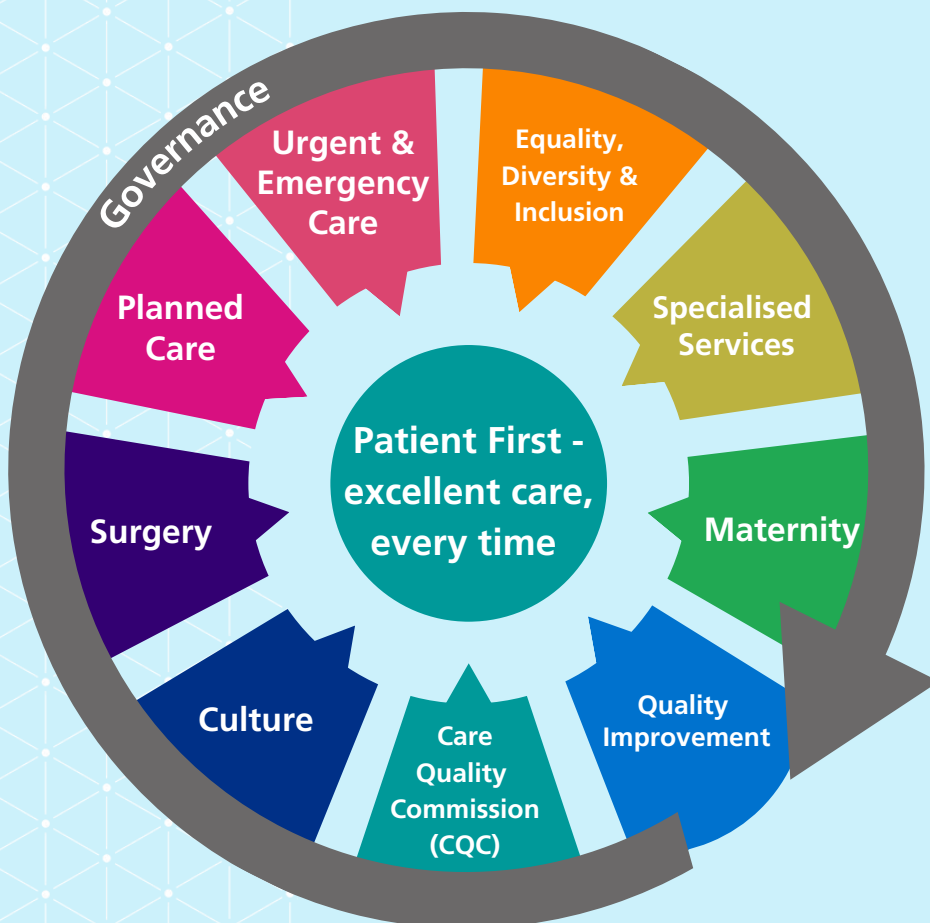 Governance
Urgent &
Emergency
Care
Equality,
Diversity &
Inclusion
Specialised
Services
Maternity
Quality
Improvement
Care
Quality
Commission
(CQC)
Culture
Surgery
Planned
Care
Patient First -
excellent care,
every time